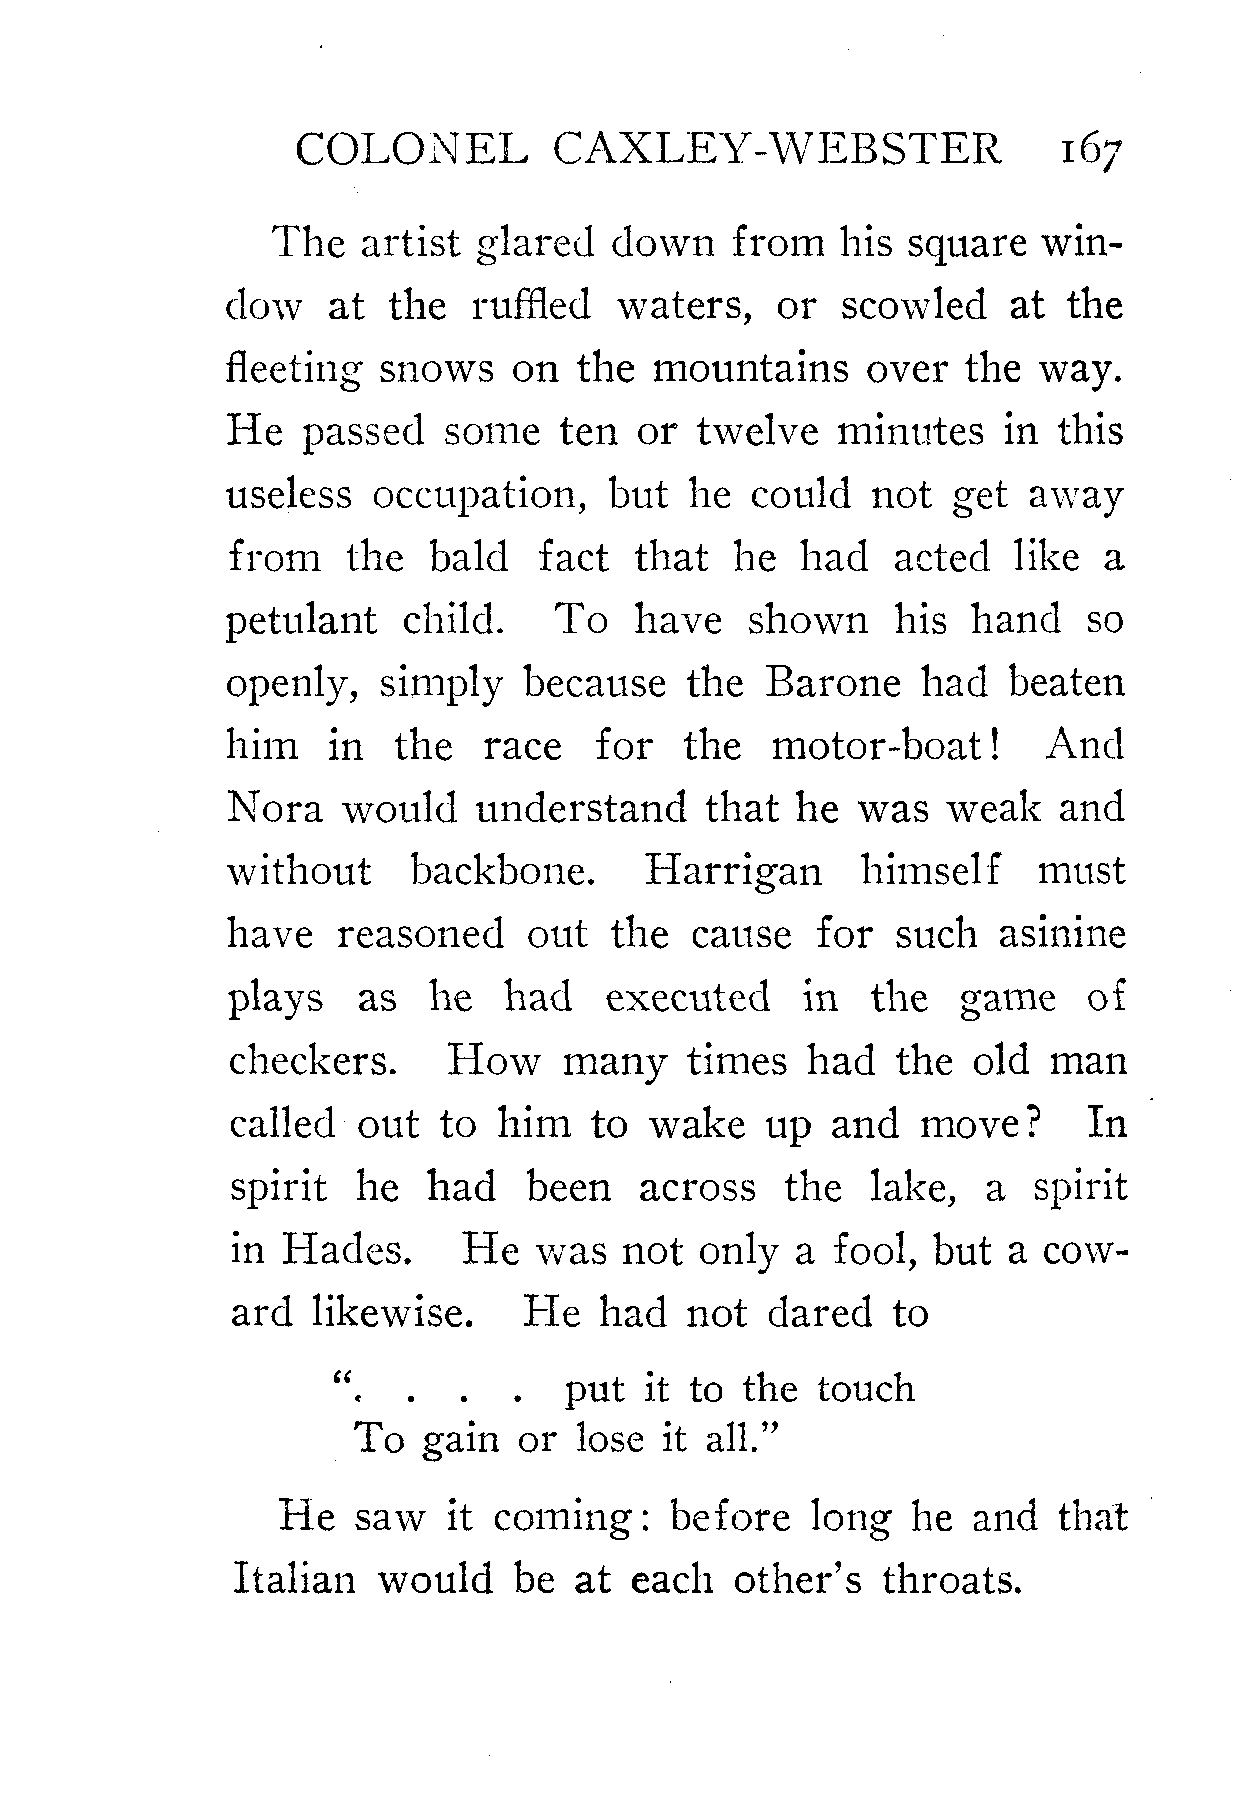 COLONEL CAXLEY-WEBSTER 167
The artist glared down from his square win-
dow at the ruffled waters, or scowled at the
fleeting snows on the mountains over the way.
He passed some ten or twelve minutes in this
useless occupation, but he could not get away
from the bald fact that he had acted like a
petulant child. To have shown his hand so
openly, simply because the Barone had beaten
him in the race for the motor-boat! And
Nora would understand that he was weak and
without backbone. Harrigan himself must
have reasoned out the cause for such asinine
plays as he had executed in the game of
checkers. How many times had the old man
called out to him to wake up and move? In
spirit he had been across the lake, a spirit
in Hades. He was not only a fool, but a cow-
ard likewise. He had not dared to
". . . . put it to the touch
To gain or lose it all."
He saw it coming: before long he and that
Italian would be at each other's throats.